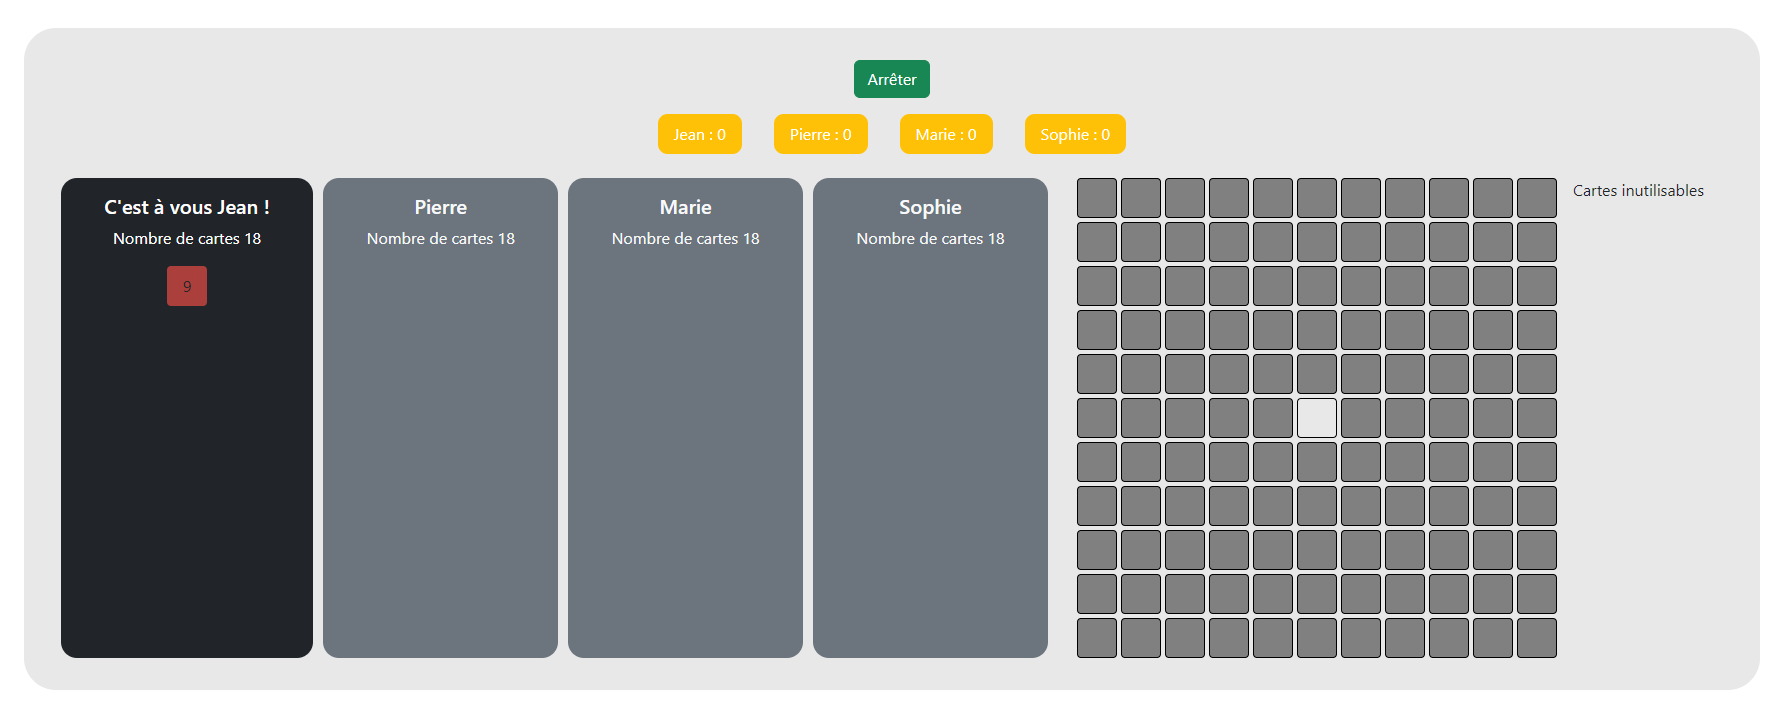 Arrêter
Jean : 0
Pierre : 0
Marie : 0
Sophie : 0
C'est à vous Jean !
Nombre de cartes 18
9
Pierre
Nombre de cartes 18
Marie
Nombre de cartes 18
Sophie
Nombre de cartes 18
Cartes inutilisables